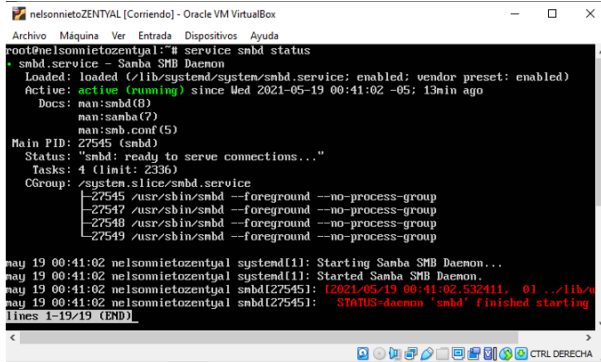 nelsonnietoZENTYAL [Corriendo] - Oracle VM VirtualBox
Archivo Máquina Ver Entrada Dispositivos Ayuda
root@nelsonnietozentyal:~# service smbd status
● smbd.service - Samba SMB Daemon
Loaded: loaded (/lib/systemd/system/smbd.service; enabled; vendor preset: enabled)
Active: active (running) since Wed 2021-05-19 00:41:02 -05; 13min ago
Docs: man:smbd(8)
man:samba(7)
man:smb.conf(5)
Main PID: 27545 (smbd)
Status: "smbd: ready to serve connections..."
Tasks: 4 (limit: 2336)
CGroup: /system.slice/smbd.service
├─27545 /usr/sbin/smbd --foreground --no-process-group
├─27547 /usr/sbin/smbd --foreground --no-process-group
├─27548 /usr/sbin/smbd --foreground --no-process-group
└─27549 /usr/sbin/smbd --foreground --no-process-group
may 19 00:41:02 nelsonnietozentyal systemd[1]: Starting Samba SMB Daemon...
may 19 00:41:02 nelsonnietozentyal systemd[1]: Started Samba SMB Daemon.
may 19 00:41:02 nelsonnietozentyal smbd[27545]: [2021/05/19 00:41:02.532411, 0] ../lib/u
may 19 00:41:02 nelsonnietozentyal smbd[27545]: STATUS=daemon 'smbd' finished starting
lines 1-19/19 (END)
CTRL DERECHA